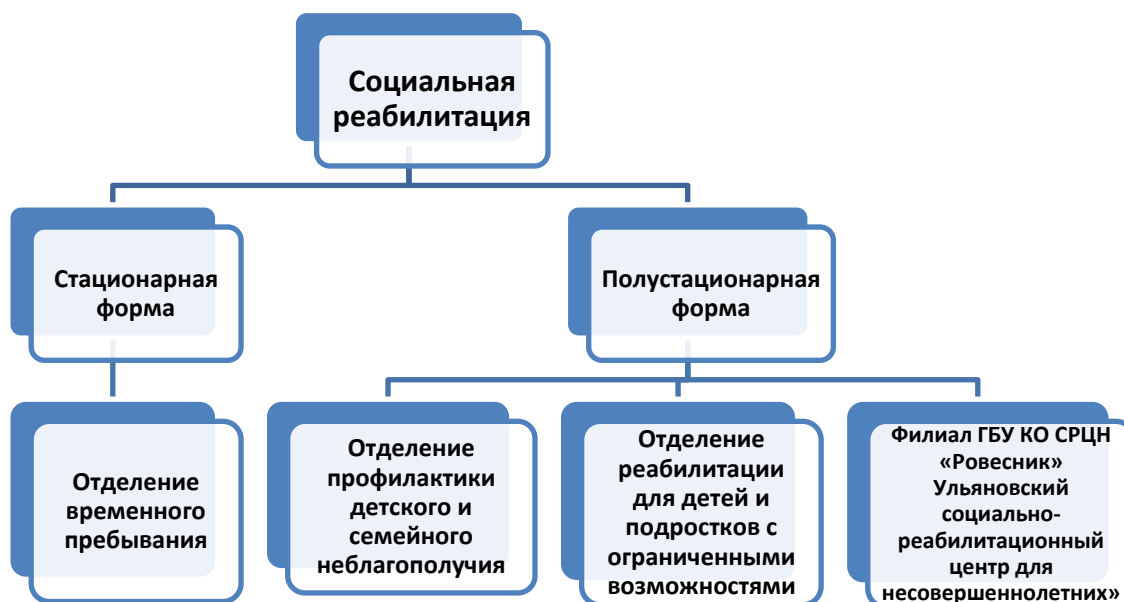 Социальная
реабилитация
Стационарная
форма
Полустационарная
форма
Отделение
временного
пребывания
Отделение
профилактики
детского и
семейного
неблагополучия
Отделение
реабилитации
для детей и
подростков с
ограниченными
возможностями
Филиал ГБУ КО СРЦН
«Ровесник»
Ульяновский
социально-
реабилитационный
центр для
несовершеннолетних»